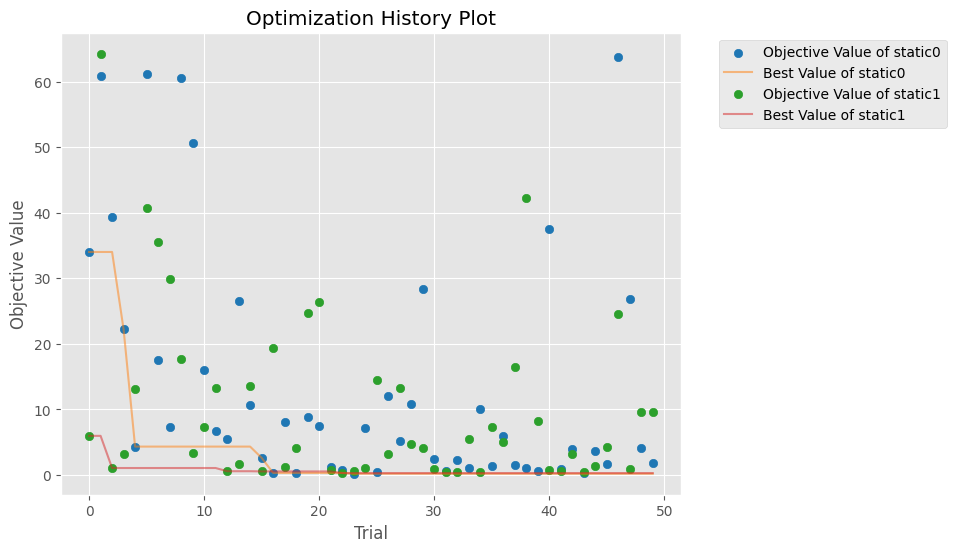 Optimization History Plot
Objective Value of static0
Best Value of static0
Objective Value of static1
Best Value of static1
Objective Value
60
50
40
30
20
10
0
0 10 20 30 40 50
Trial